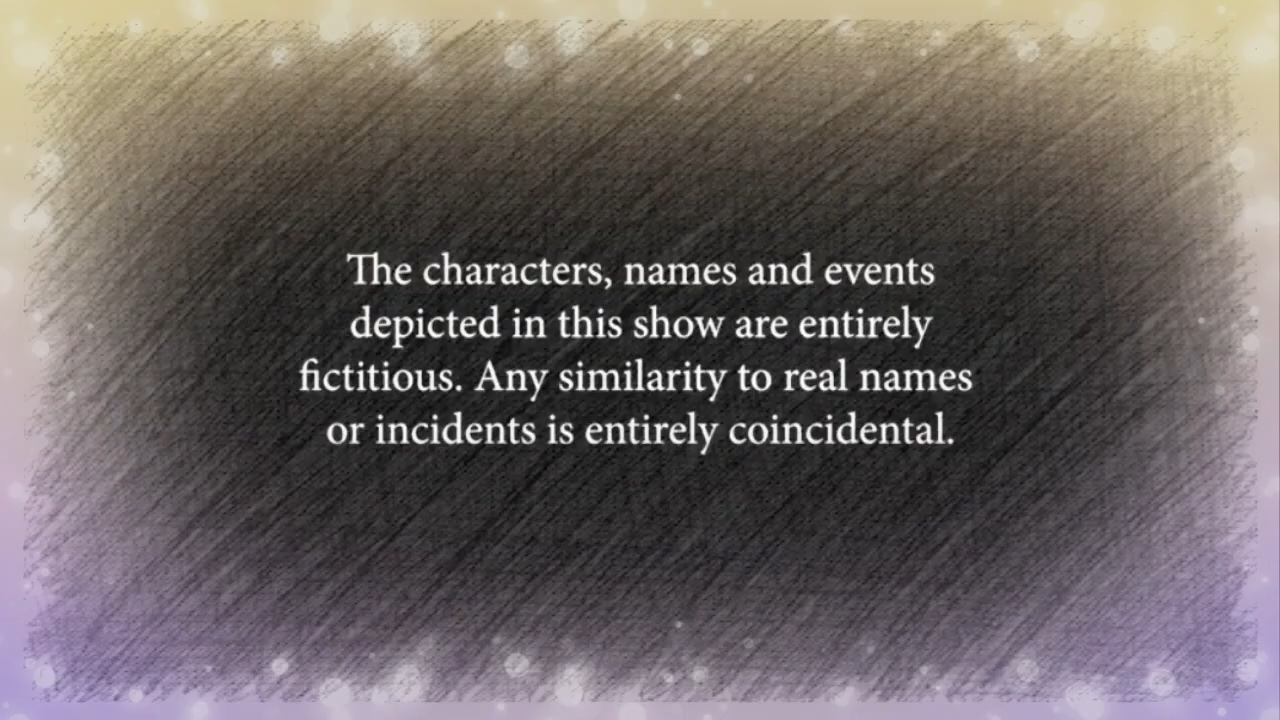 The characters, names and events
depicted in this show are entirely
fictitious. Any similarity to real names
or incidents is entirely coincidental.